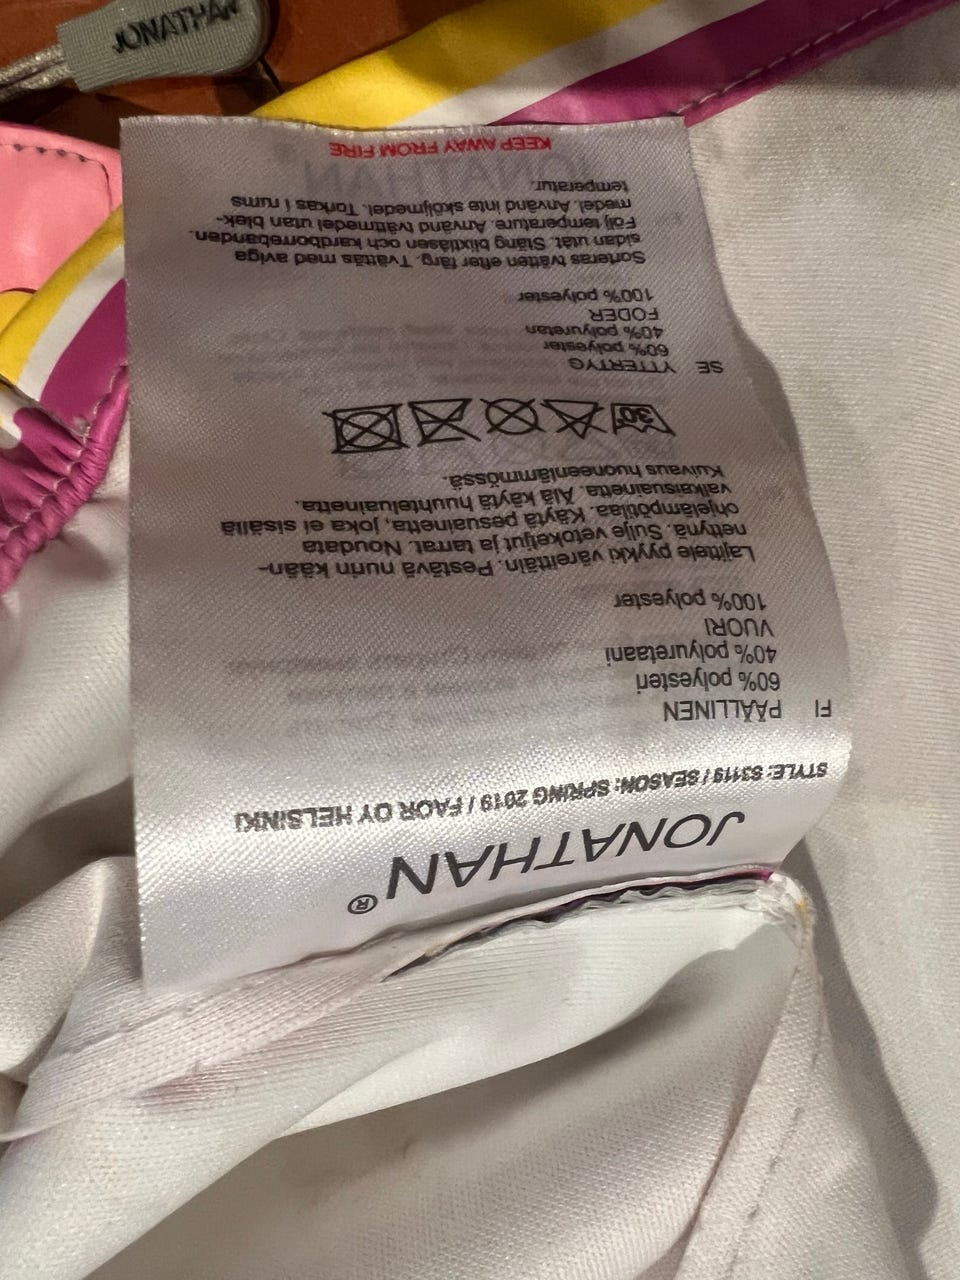 JONATHAN
JONATHAN®
STYLE: S3119 / SEASON: SPRING 2019 / FAOR OY HELSINKI
FI PÄÄLLINEN
60% polyesteri
40% polyuretaani
VUORI
100% polyester
Lajittele pyykki väreittäin. Pestävä nurin kään-
nettynä. Sulje vetoketjut ja tarrat. Noudata
ohjelämpötilaa. Käytä pesuainetta, joka ei sisällä
valkaisuainetta. Älä käytä huuhteluainetta.
Kuivaus huoneenlämmössä.
30°
SE YTTERTYG
60% polyester
40% polyuretan
FODER
100% polyester
Sorteras tvätten efter färg. Tvättäs med aviga
sidan utåt. Stäng blixtlåsen och kardborrebanden.
Följ temperature. Använd tvättmedel utan blek-
medel. Använd inte sköljmedel. Torkas i rums
temperatur.
KEEP AWAY FROM FIRE